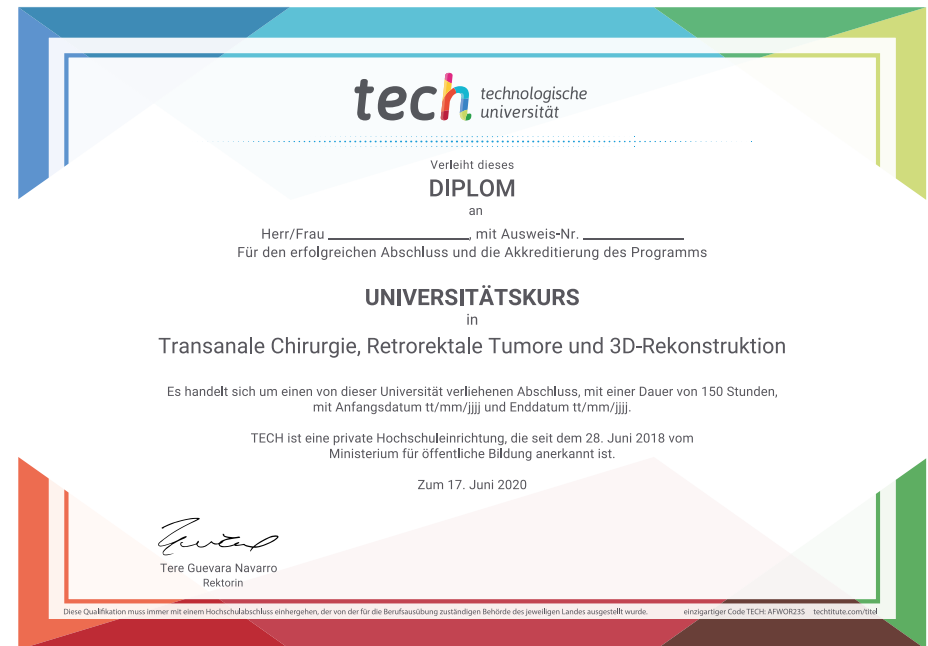 tech technologische
universität
Verleiht dieses
DIPLOM
an
Herr/Frau ____________________, mit Ausweis-Nr. ______________
Für den erfolgreichen Abschluss und die Akkreditierung des Programms
UNIVERSITÄTSKURS
in
Transanale Chirurgie, Retrorektale Tumore und 3D-Rekonstruktion
Es handelt sich um einen von dieser Universität verliehenen Abschluss, mit einer Dauer von 150 Stunden,
mit Anfangsdatum tt/mm/jjjj und Enddatum tt/mm/jjjj.
TECH ist eine private Hochschuleinrichtung, die seit dem 28. Juni 2018 vom
Ministerium für öffentliche Bildung anerkannt ist.
Zum 17. Juni 2020
Tere Guevara Navarro
Rektorin
Diese Qualifikation muss immer mit einem Hochschulabschluss einhergehen, der von der für die Berufsausübung zuständigen Behörde des jeweiligen Landes ausgestellt wurde. einzigartiger Code TECH: AFWOR23S techtitute.com/titel